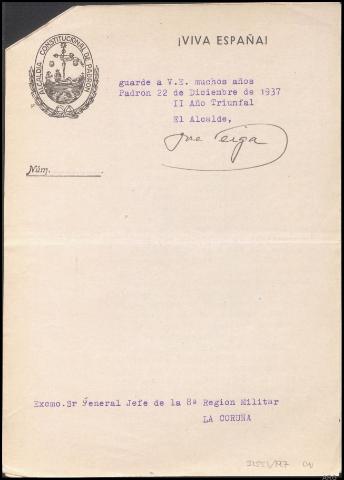 ¡VIVA ESPAÑA!
ALCALDIA CONSTITUCIONAL DE PADRON
guarde a V.E. muchos años
Padron 22 de Diciembre de 1937
II Año Triunfal
El Alcalde,
Núm.
Excmo. Sr General Jefe de la 8ª Region Militar
LA CORUÑA